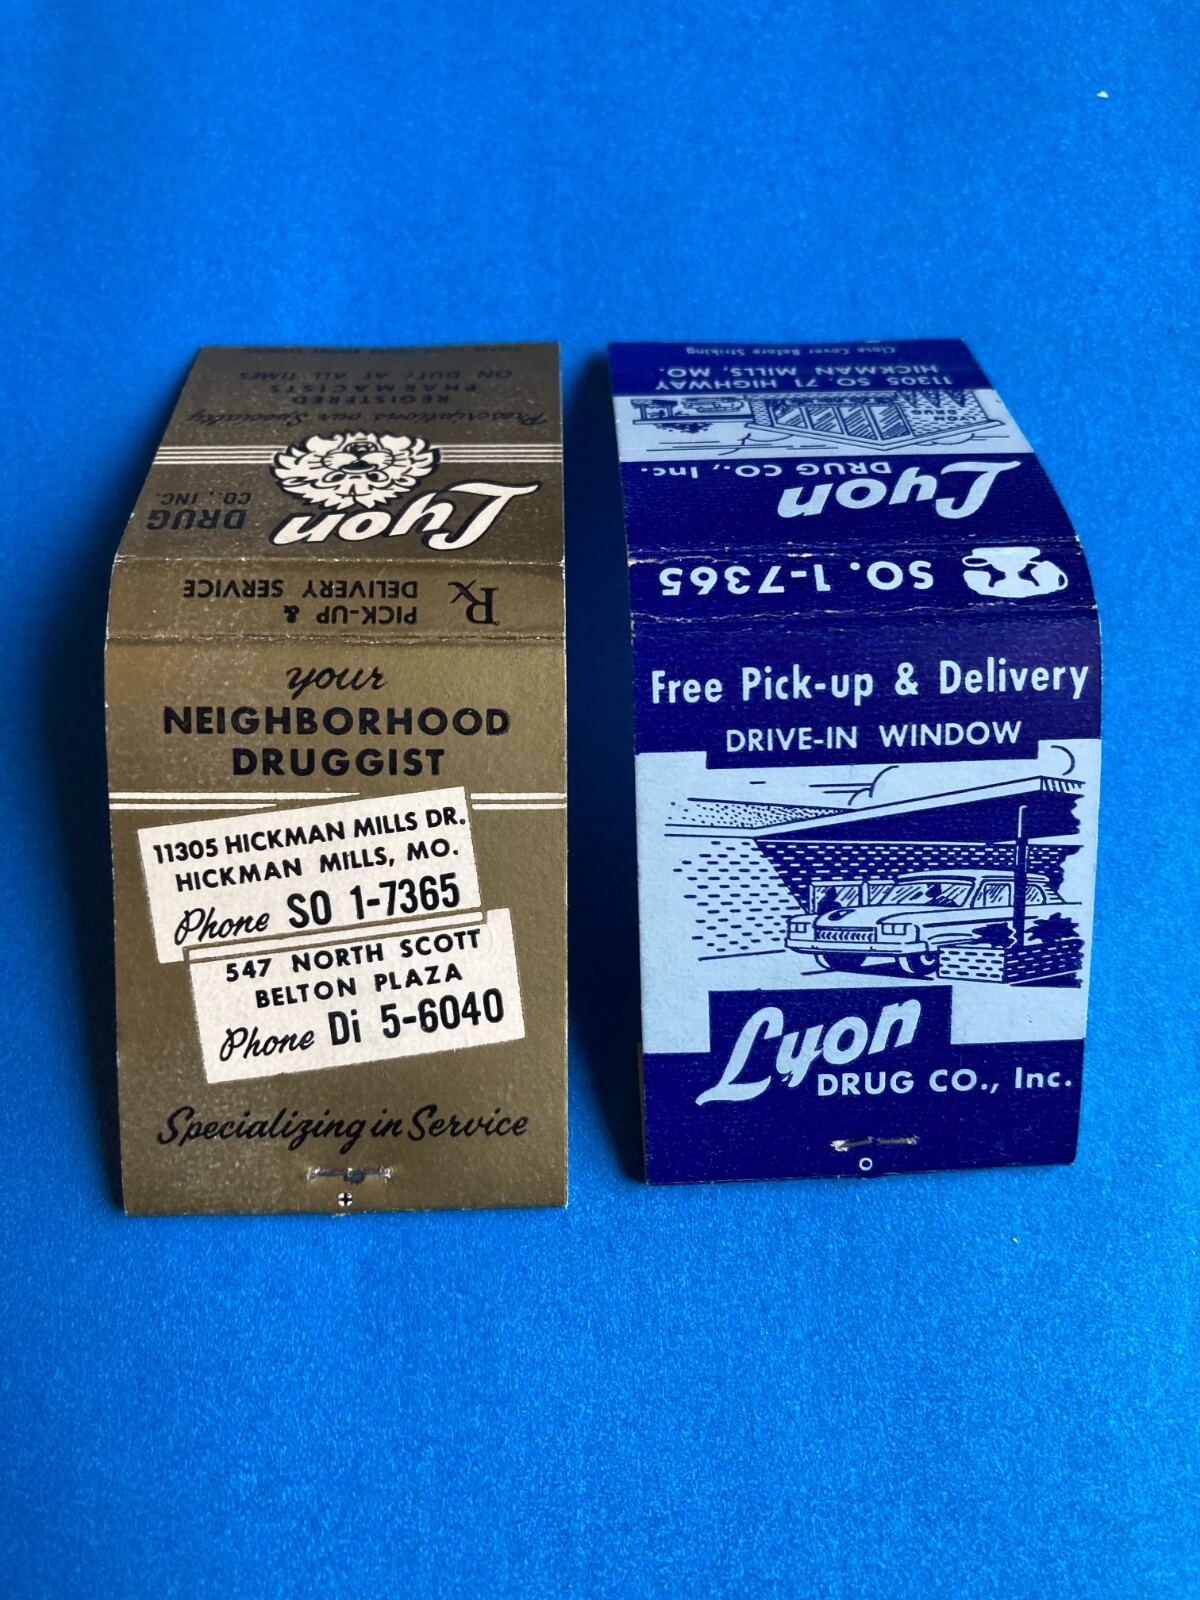 your
NEIGHBORHOOD
DRUGGIST
11305 HICKMAN MILLS DR.
HICKMAN MILLS, MO.
Phone SO 1-7365
547 NORTH SCOTT
BELTON PLAZA
Phone Di 5-6040
Specializing in Service
Rx PICK-UP &
DELIVERY SERVICE
Lyon DRUG
CO., INC.
Prescriptions our Specialty
REGISTERED
PHARMACISTS
ON DUTY AT ALL TIMES
Free Pick-up & Delivery
DRIVE-IN WINDOW
Lyon
DRUG CO., Inc.
SO. 1-7365
Lyon
DRUG CO., Inc.
DRUG
11305 SO. 71 HIGHWAY
HICKMAN MILLS, MO.
Close Cover Before Striking